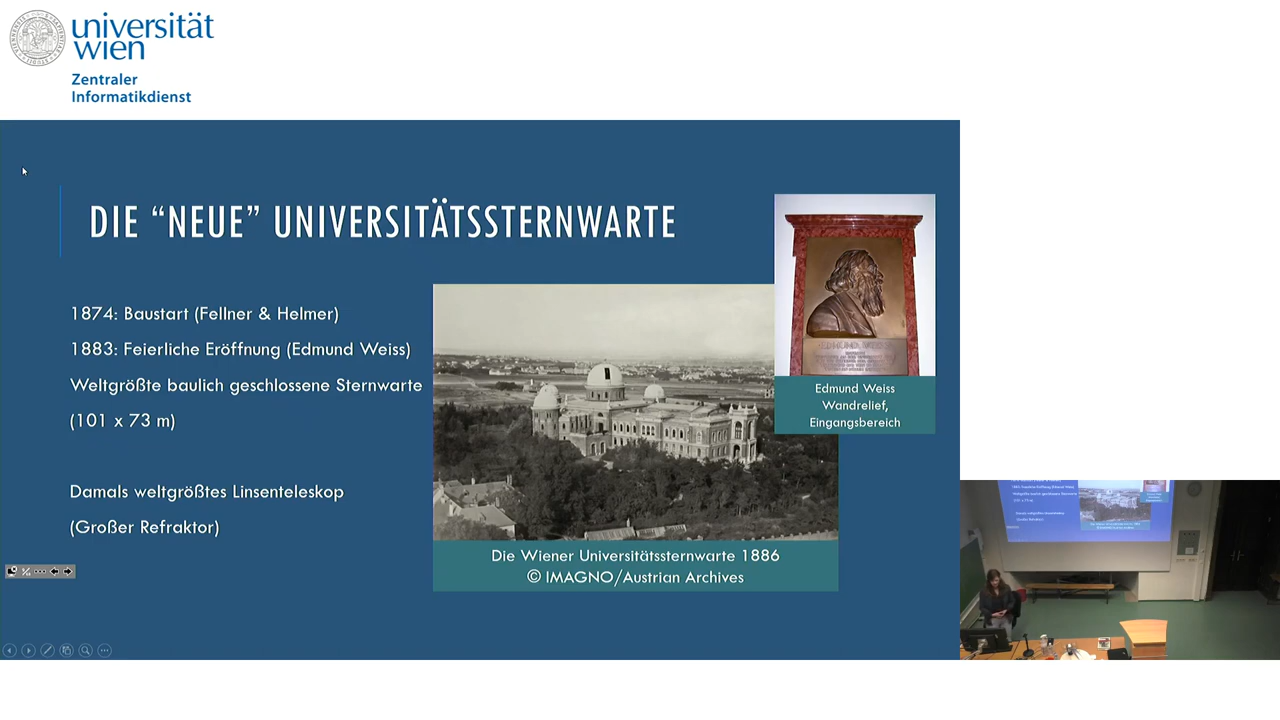 universität
wien
Zentraler
Informatikdienst
DIE “NEUE” UNIVERSITÄTSSTERNWARTE
1874: Baustart (Fellner & Helmer)
1883: Feierliche Eröffnung (Edmund Weiss)
Weltgrößte baulich geschlossene Sternwarte
(101 x 73 m)
Damals weltgrößtes Linsenteleskop
(Großer Refraktor)
EDMUND WEISS
Edmund Weiss
Wandrelief,
Eingangsbereich
Die Wiener Universitätssternwarte 1886
© IMAGNO/Austrian Archives